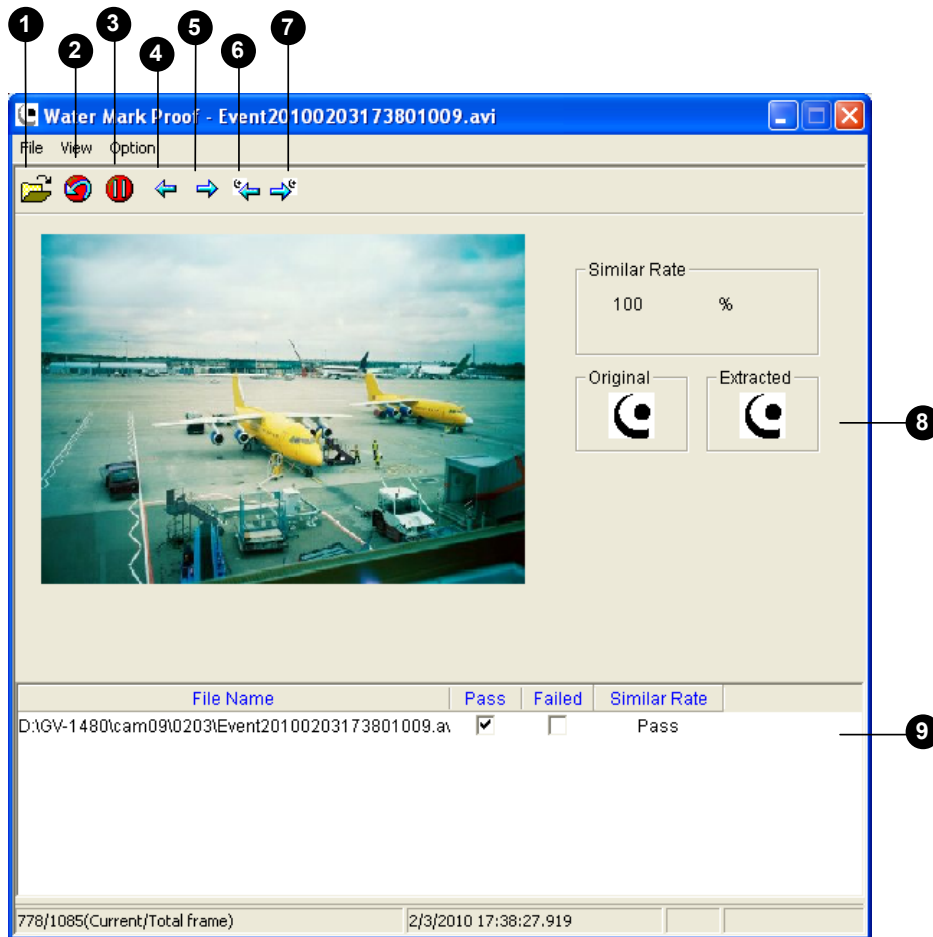 1
2
3
4
5
6
7
Water Mark Proof - Event20100203173801009.avi
File View Option
Similar Rate
100 %
Original
Extracted
8
File Name Pass Failed Similar Rate
D:\GV-1480\cam09\0203\Event20100203173801009.a\ Pass
9
778/1085(Current/Total frame) 2/3/2010 17:38:27.919